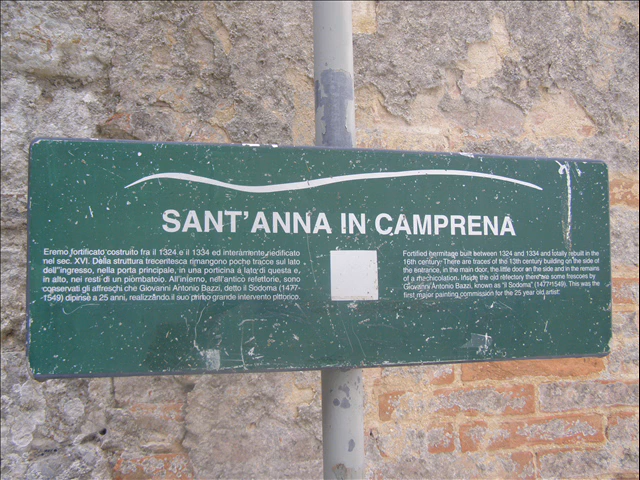 SANT'ANNA IN CAMPRENA
Eremo fortificato costruito fra il 1324 e il 1334 ed interamente riedificato
nel sec. XVI. Della struttura trecentesca rimangono poche tracce sul lato
dell'ingresso, nella porta principale, in una porticina a lato di questa e,
in alto, nei resti di un piombatoio. All'interno, nell'antico refettorio, sono
conservati gli affreschi che Giovanni Antonio Bazzi, detto il Sodoma (1477-
1549) dipinse a 25 anni, realizzando il suo primo grande intervento pittorico.
Fortified hermitage built between 1324 and 1334 and totally rebuilt in the
16th century. There are traces of the 13th century building on the side of
the entrance, in the main door, the little door on the side and in the remains
of a machicolation. Inside the old refectory there are some frescoes by
Giovanni Antonio Bazzi, known as "il Sodoma" (1477-1549). This was the
first major painting commission for the 25 year old artist.